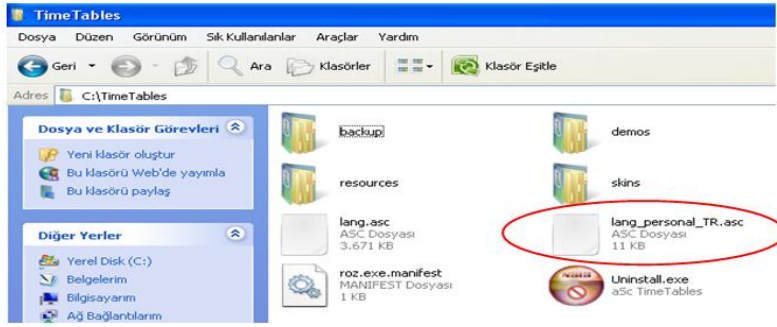 TimeTables
Dosya Düzen Görünüm Sık Kullanılanlar Araçlar Yardım
Geri Ara Klasörler Klasör Eşitle
Adres C:\TimeTables
Dosya ve Klasör Görevleri
Yeni klasör oluştur
Bu klasörü Web'de yayımla
Bu klasörü paylaş
Diğer Yerler
Yerel Disk (C:)
Belgelerim
Bilgisayarım
Ağ Bağlantılarım
backup
demos
resources
skins
lang.asc
ASC Dosyası
3.671 KB
lang_personal_TR.asc
ASC Dosyası
11 KB
roz.exe.manifest
MANIFEST Dosyası
1 KB
Uninstall.exe
aSc TimeTables